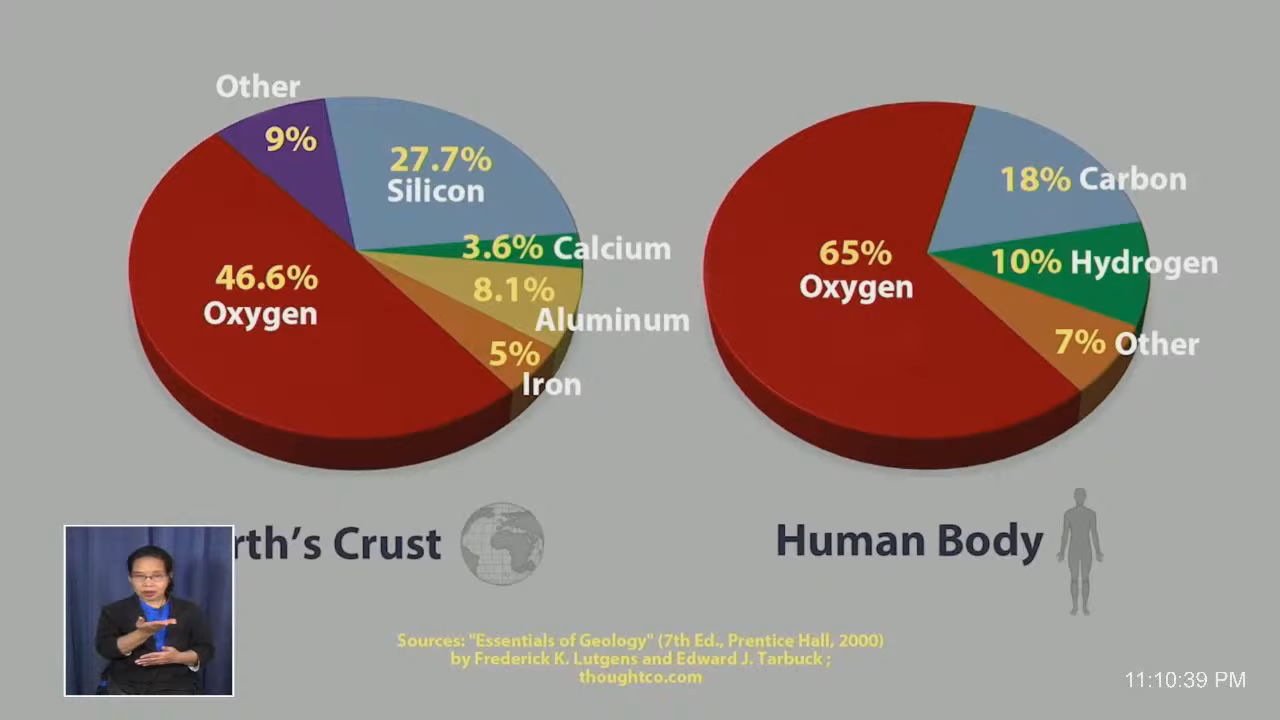 Other
9%
27.7%
Silicon
3.6% Calcium
46.6%
Oxygen
8.1%
Aluminum
5%
Iron
18% Carbon
65%
Oxygen
10% Hydrogen
7% Other
rth's Crust
Human Body
Sources: "Essentials of Geology" (7th Ed., Prentice Hall, 2000)
by Frederick K. Lutgens and Edward J. Tarbuck ;
thoughtco.com
11:10:39 PM